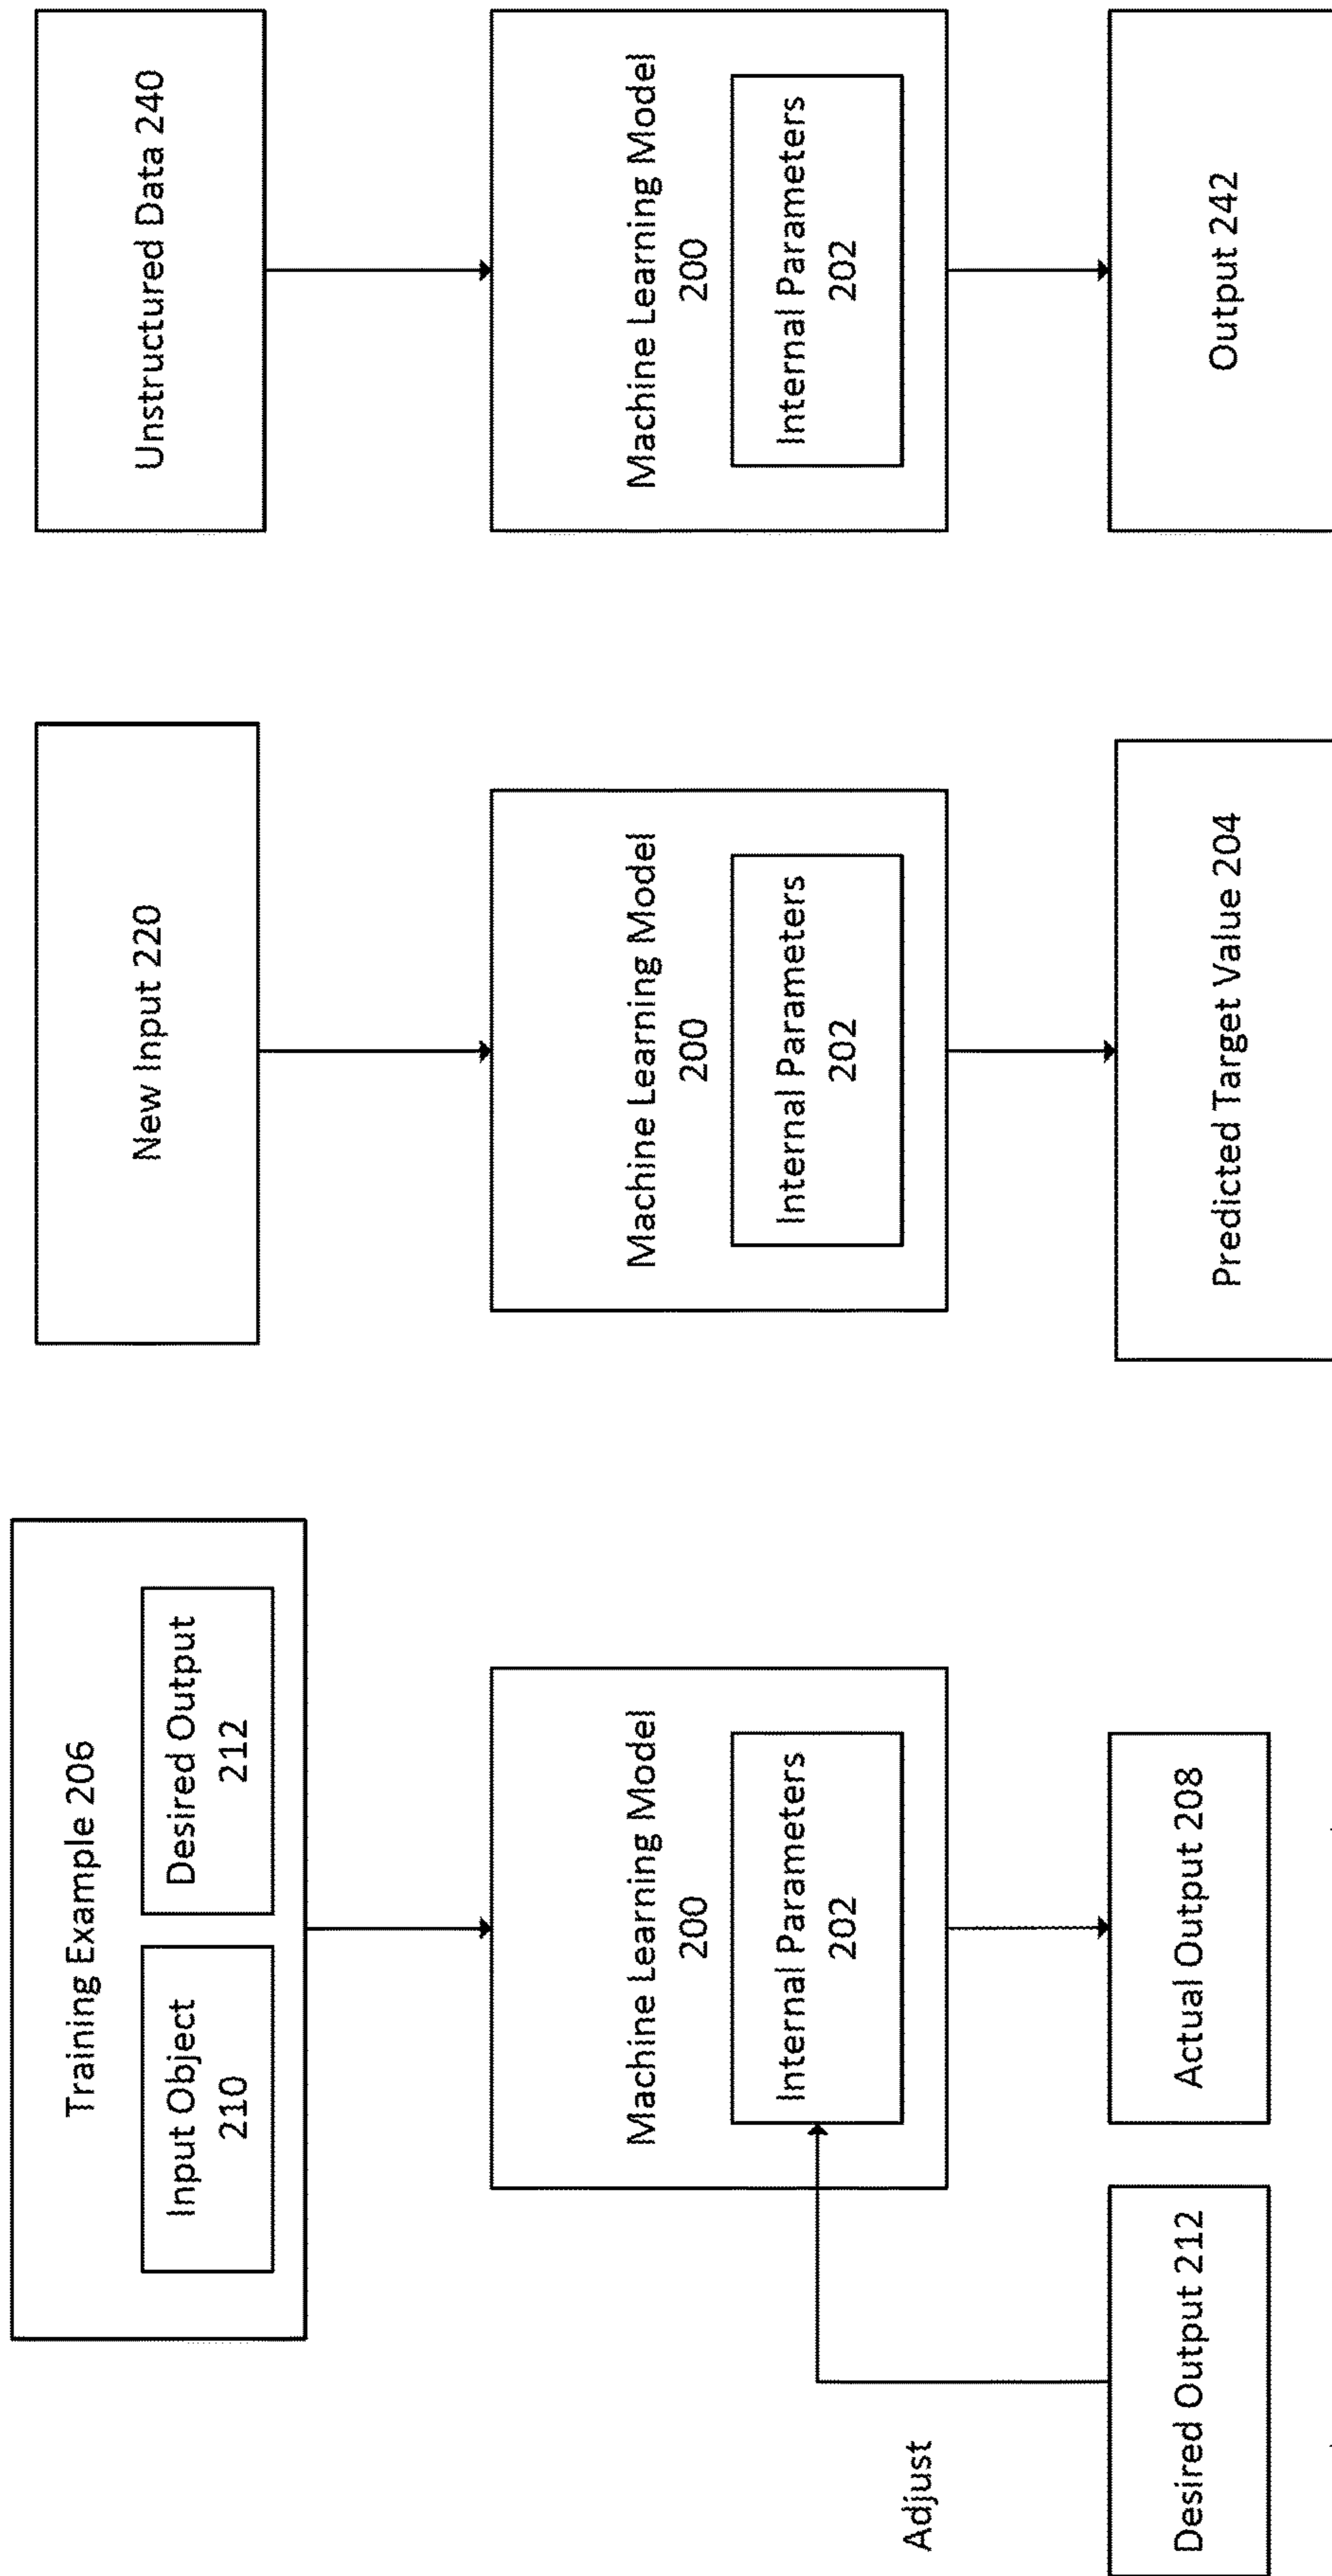 Training Example 206
Input Object
210
Desired Output
212
Machine Learning Model
200
Internal Parameters
202
Adjust
Desired Output 212
Actual Output 208
New Input 220
Machine Learning Model
200
Internal Parameters
202
Predicted Target Value 204
Unstructured Data 240
Machine Learning Model
200
Internal Parameters
202
Output 242